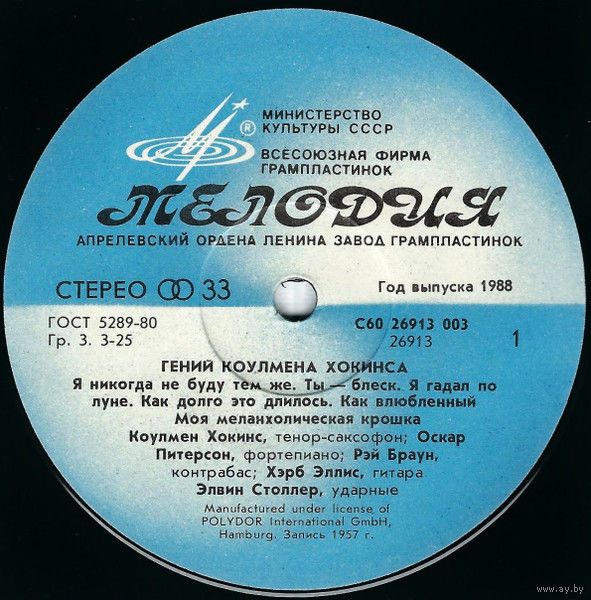 МИНИСТЕРСТВО
КУЛЬТУРЫ СССР
®
ВСЕСОЮЗНАЯ ФИРМА
ГРАМПЛАСТИНОК
МЕЛОДИЯ
АПРЕЛЕВСКИЙ ОРДЕНА ЛЕНИНА ЗАВОД ГРАМПЛАСТИНОК
СТЕРЕО 33
Год выпуска 1988
ГОСТ 5289-80
Гр. 3. 3-25
С60 26913 003
26913
1
ГЕНИЙ КОУЛМЕНА ХОКИНСА
Я никогда не буду тем же. Ты — блеск. Я гадал по
луне. Как долго это длилось. Как влюбленный
Моя меланхолическая крошка
Коулмен Хокинс, тенор-саксофон; Оскар
Питерсон, фортепиано; Рэй Браун,
контрабас; Хэрб Эллис, гитара
Элвин Столлер, ударные
Manufactured under license of
POLYDOR International GmbH,
Hamburg. Запись 1957 г.
www.ay.by